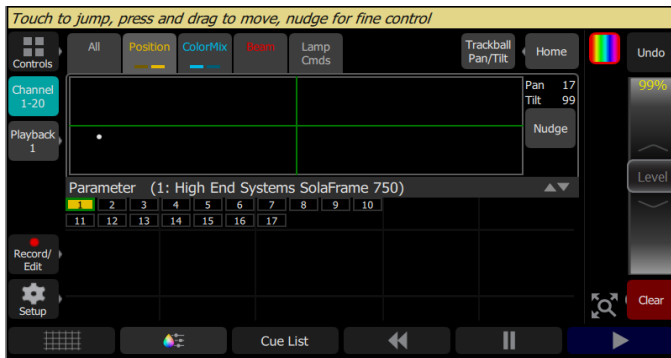 Touch to jump, press and drag to move, nudge for fine control
Controls
All
Position
ColorMix
Beam
Lamp
Cmds
Trackball
Pan/Tilt
Home
Undo
Channel
1-20
Pan 17
Tilt 99
99%
Playback
1
Nudge
Level
Parameter (1: High End Systems SolaFrame 750)
1 2 3 4 5 6 7 8 9 10
11 12 13 14 15 16 17
Record/
Edit
Setup
Clear
Cue List